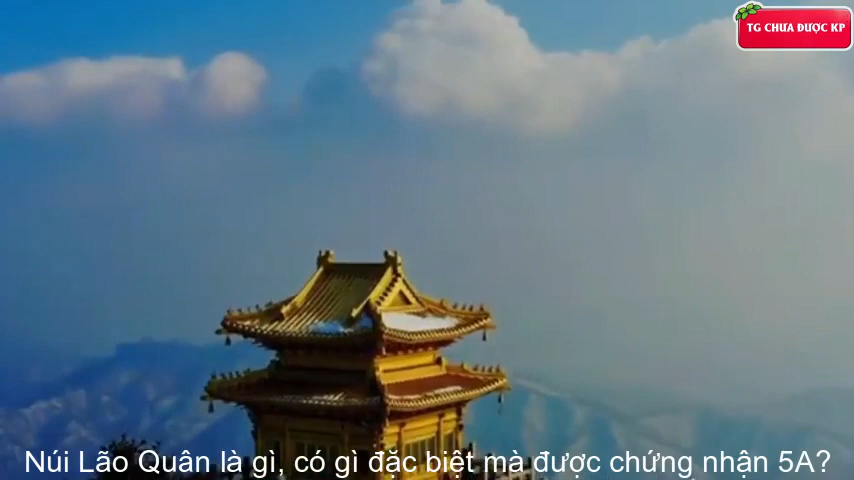 TG CHƯA ĐƯỢC KP
Núi Lão Quân là gì, có gì đặc biệt mà được chứng nhận 5A?